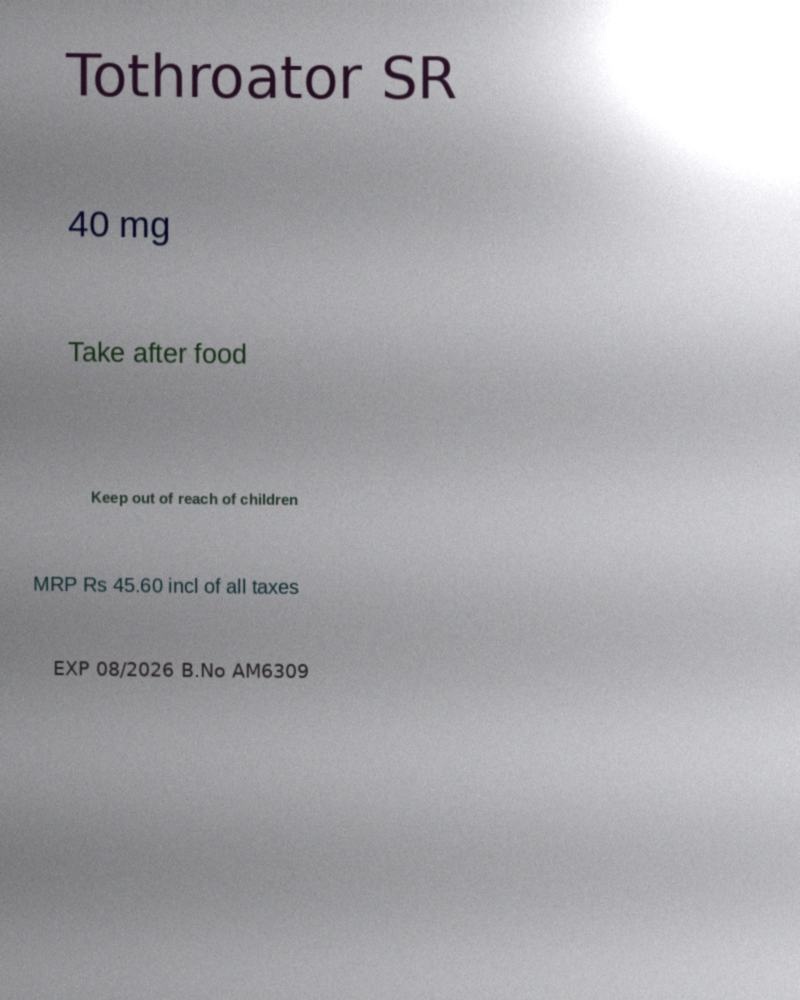 Tothroator SR
40 mg
Take after food
Keep out of reach of children
MRP Rs 45.60 incl of all taxes
EXP 08/2026 B.No AM6309